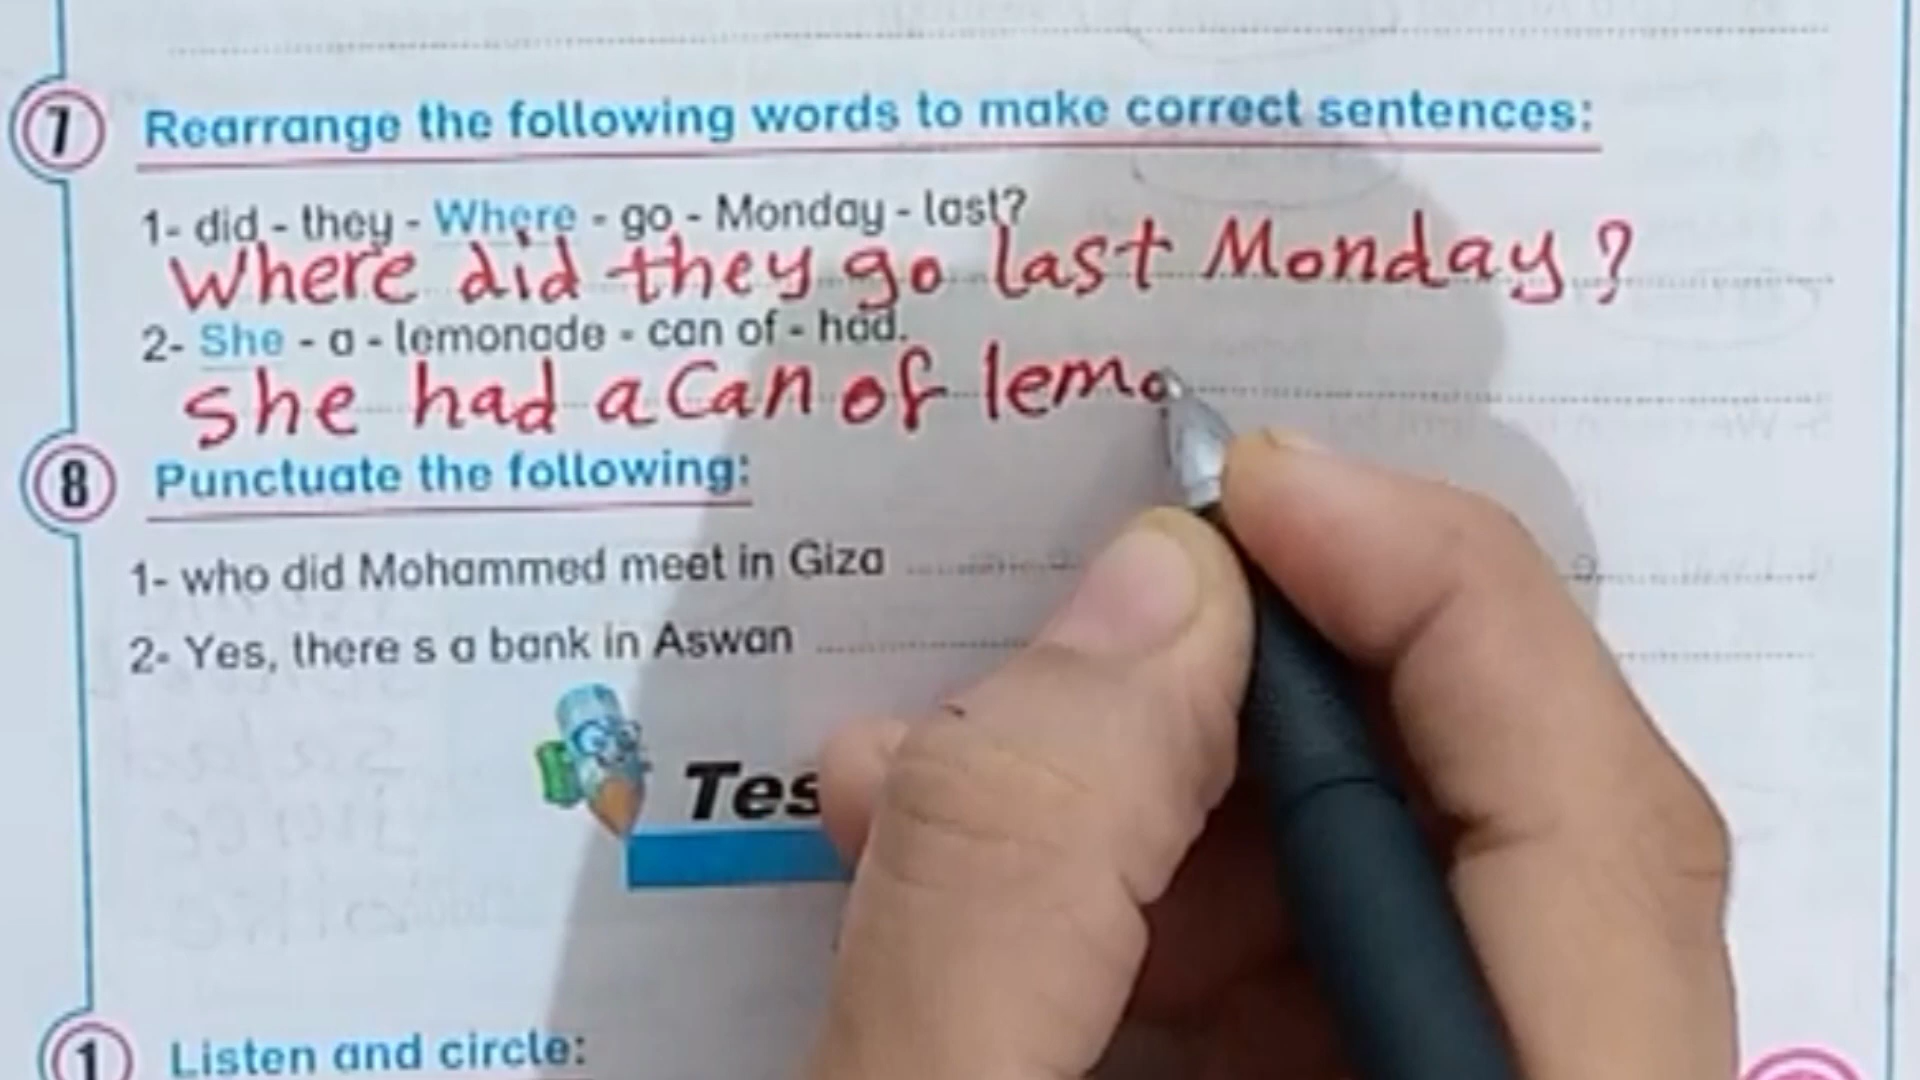 7 Rearrange the following words to make correct sentences:
1- did - they - Where - go - Monday - last?
Where did they go last Monday?
2- She - a - lemonade - can of - had.
She had a Can of lemo
8 Punctuate the following:
1- who did Mohammed meet in Giza
2- Yes, there s a bank in Aswan
Tes
1 Listen and circle: